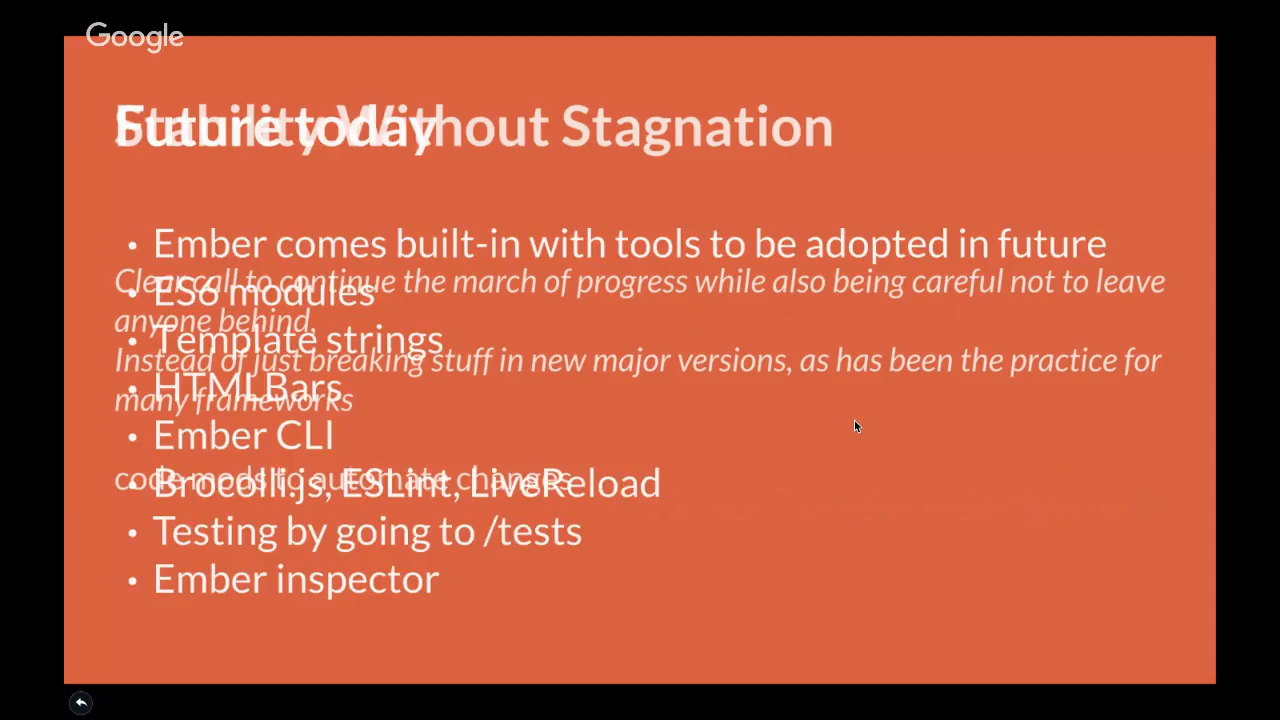 Google
Future today
Stability Without Stagnation
Ember comes built-in with tools to be adopted in future
Clear call to continue the march of progress while also being careful not to leave
ES6 modules
anyone behind.
Template strings
Instead of just breaking stuff in new major versions, as has been the practice for
HTMLBars
many frameworks
Ember CLI
code mods to automate changes
Brocolli.js, ESLint, LiveReload
Testing by going to /tests
Ember inspector